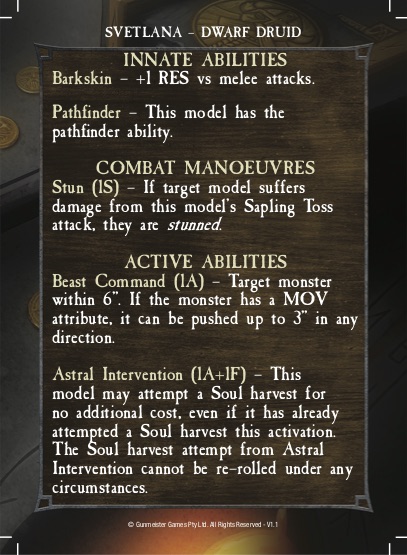 SVETLANA – DWARF DRUID
INNATE ABILITIES
Barkskin – +1 RES vs melee attacks.
Pathfinder – This model has the
pathfinder ability.
COMBAT MANOEUVRES
Stun (1S) – If target model suffers
damage from this model's Sapling Toss
attack, they are stunned.
ACTIVE ABILITIES
Beast Command (1A) – Target monster
within 6”. If the monster has a MOV
attribute, it can be pushed up to 3” in any
direction.
Astral Intervention (1A+1F) – This
model may attempt a Soul harvest for
no additional cost, even if it has already
attempted a Soul harvest this activation.
The Soul harvest attempt from Astral
Intervention cannot be re-rolled under any
circumstances.
© Gunmeister Games Pty Ltd. All Rights Reserved - V1.1